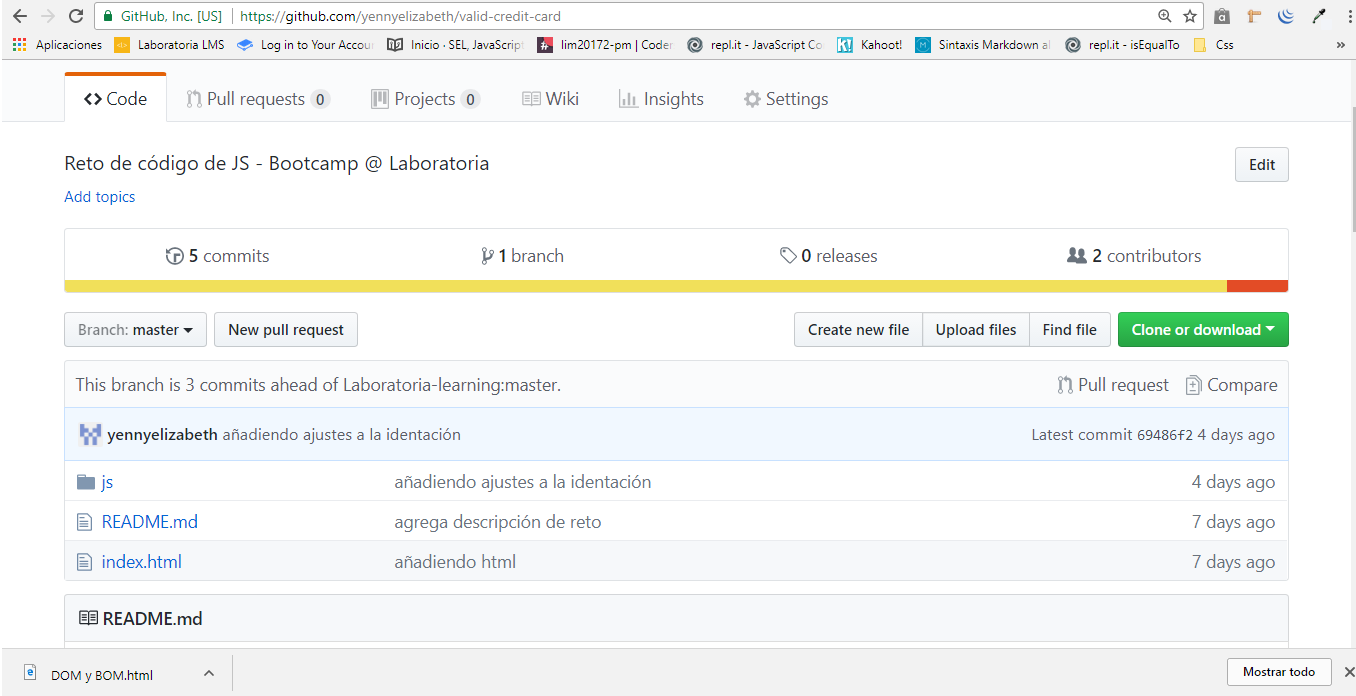 GitHub, Inc. [US] https://github.com/yennyelizabeth/valid-credit-card
Aplicaciones Laboratoria LMS Log in to Your Accou Inicio · SEL, JavaScript lim20172-pm | Coder repl.it - JavaScript Co Kahoot! Sintaxis Markdown al repl.it - isEqualTo Css »
Code Pull requests 0 Projects 0 Wiki Insights Settings
Reto de código de JS - Bootcamp @ Laboratoria
Edit
Add topics
5 commits 1 branch 0 releases 2 contributors
Branch: master New pull request Create new file Upload files Find file Clone or download
This branch is 3 commits ahead of Laboratoria-learning:master. Pull request Compare
yennyelizabeth añadiendo ajustes a la identación Latest commit 69486f2 4 days ago
js añadiendo ajustes a la identación 4 days ago
README.md agrega descripción de reto 7 days ago
index.html añadiendo html 7 days ago
README.md
DOM y BOM.html Mostrar todo